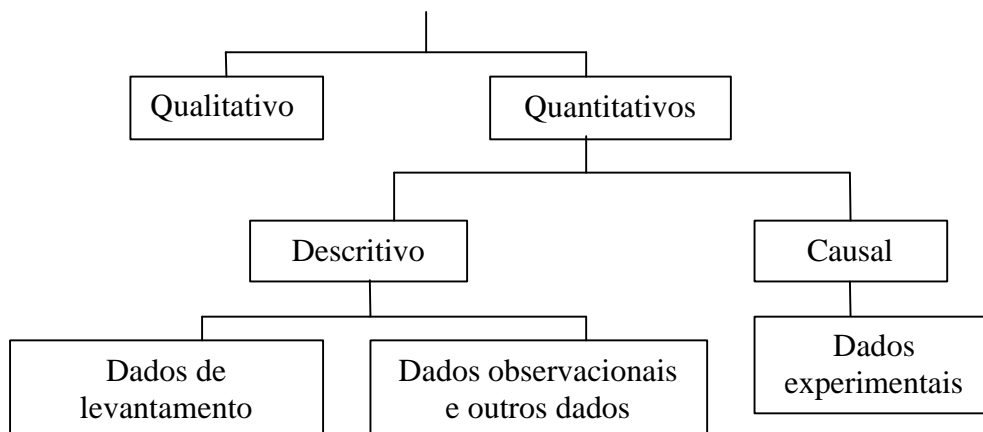 Qualitativo
Quantitativos
Descritivo
Causal
Dados de
levantamento
Dados observacionais
e outros dados
Dados
experimentais